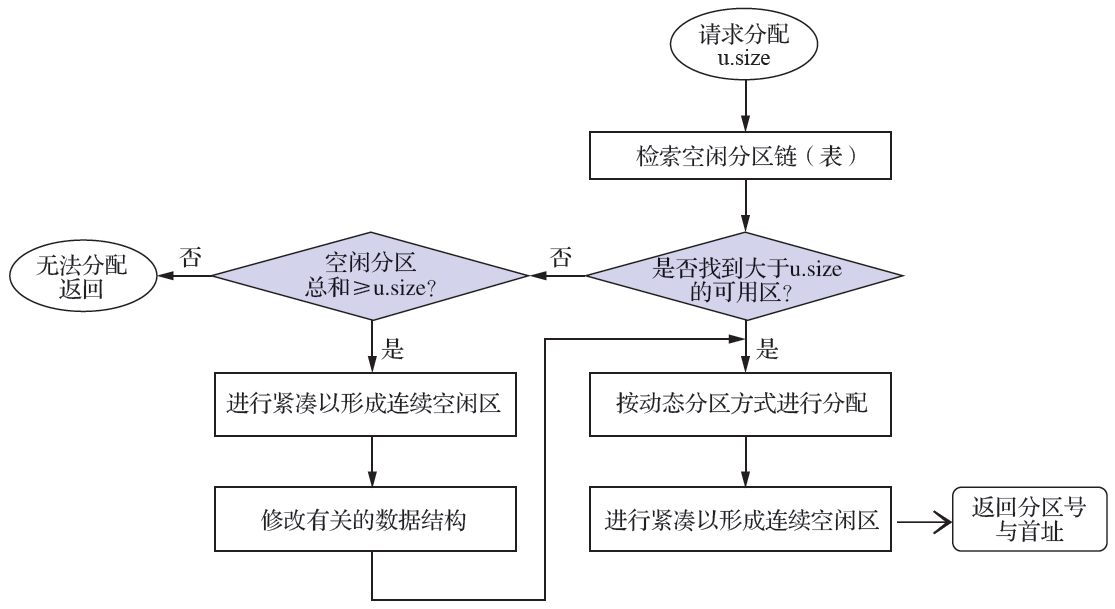 请求分配
u.size
检索空闲分区链（表）
是否找到大于u.size
的可用区？
否
空闲分区
总和≥u.size？
否
无法分配
返回
是
是
进行紧凑以形成连续空闲区
按动态分区方式进行分配
修改有关的数据结构
进行紧凑以形成连续空闲区
返回分区号
与首址